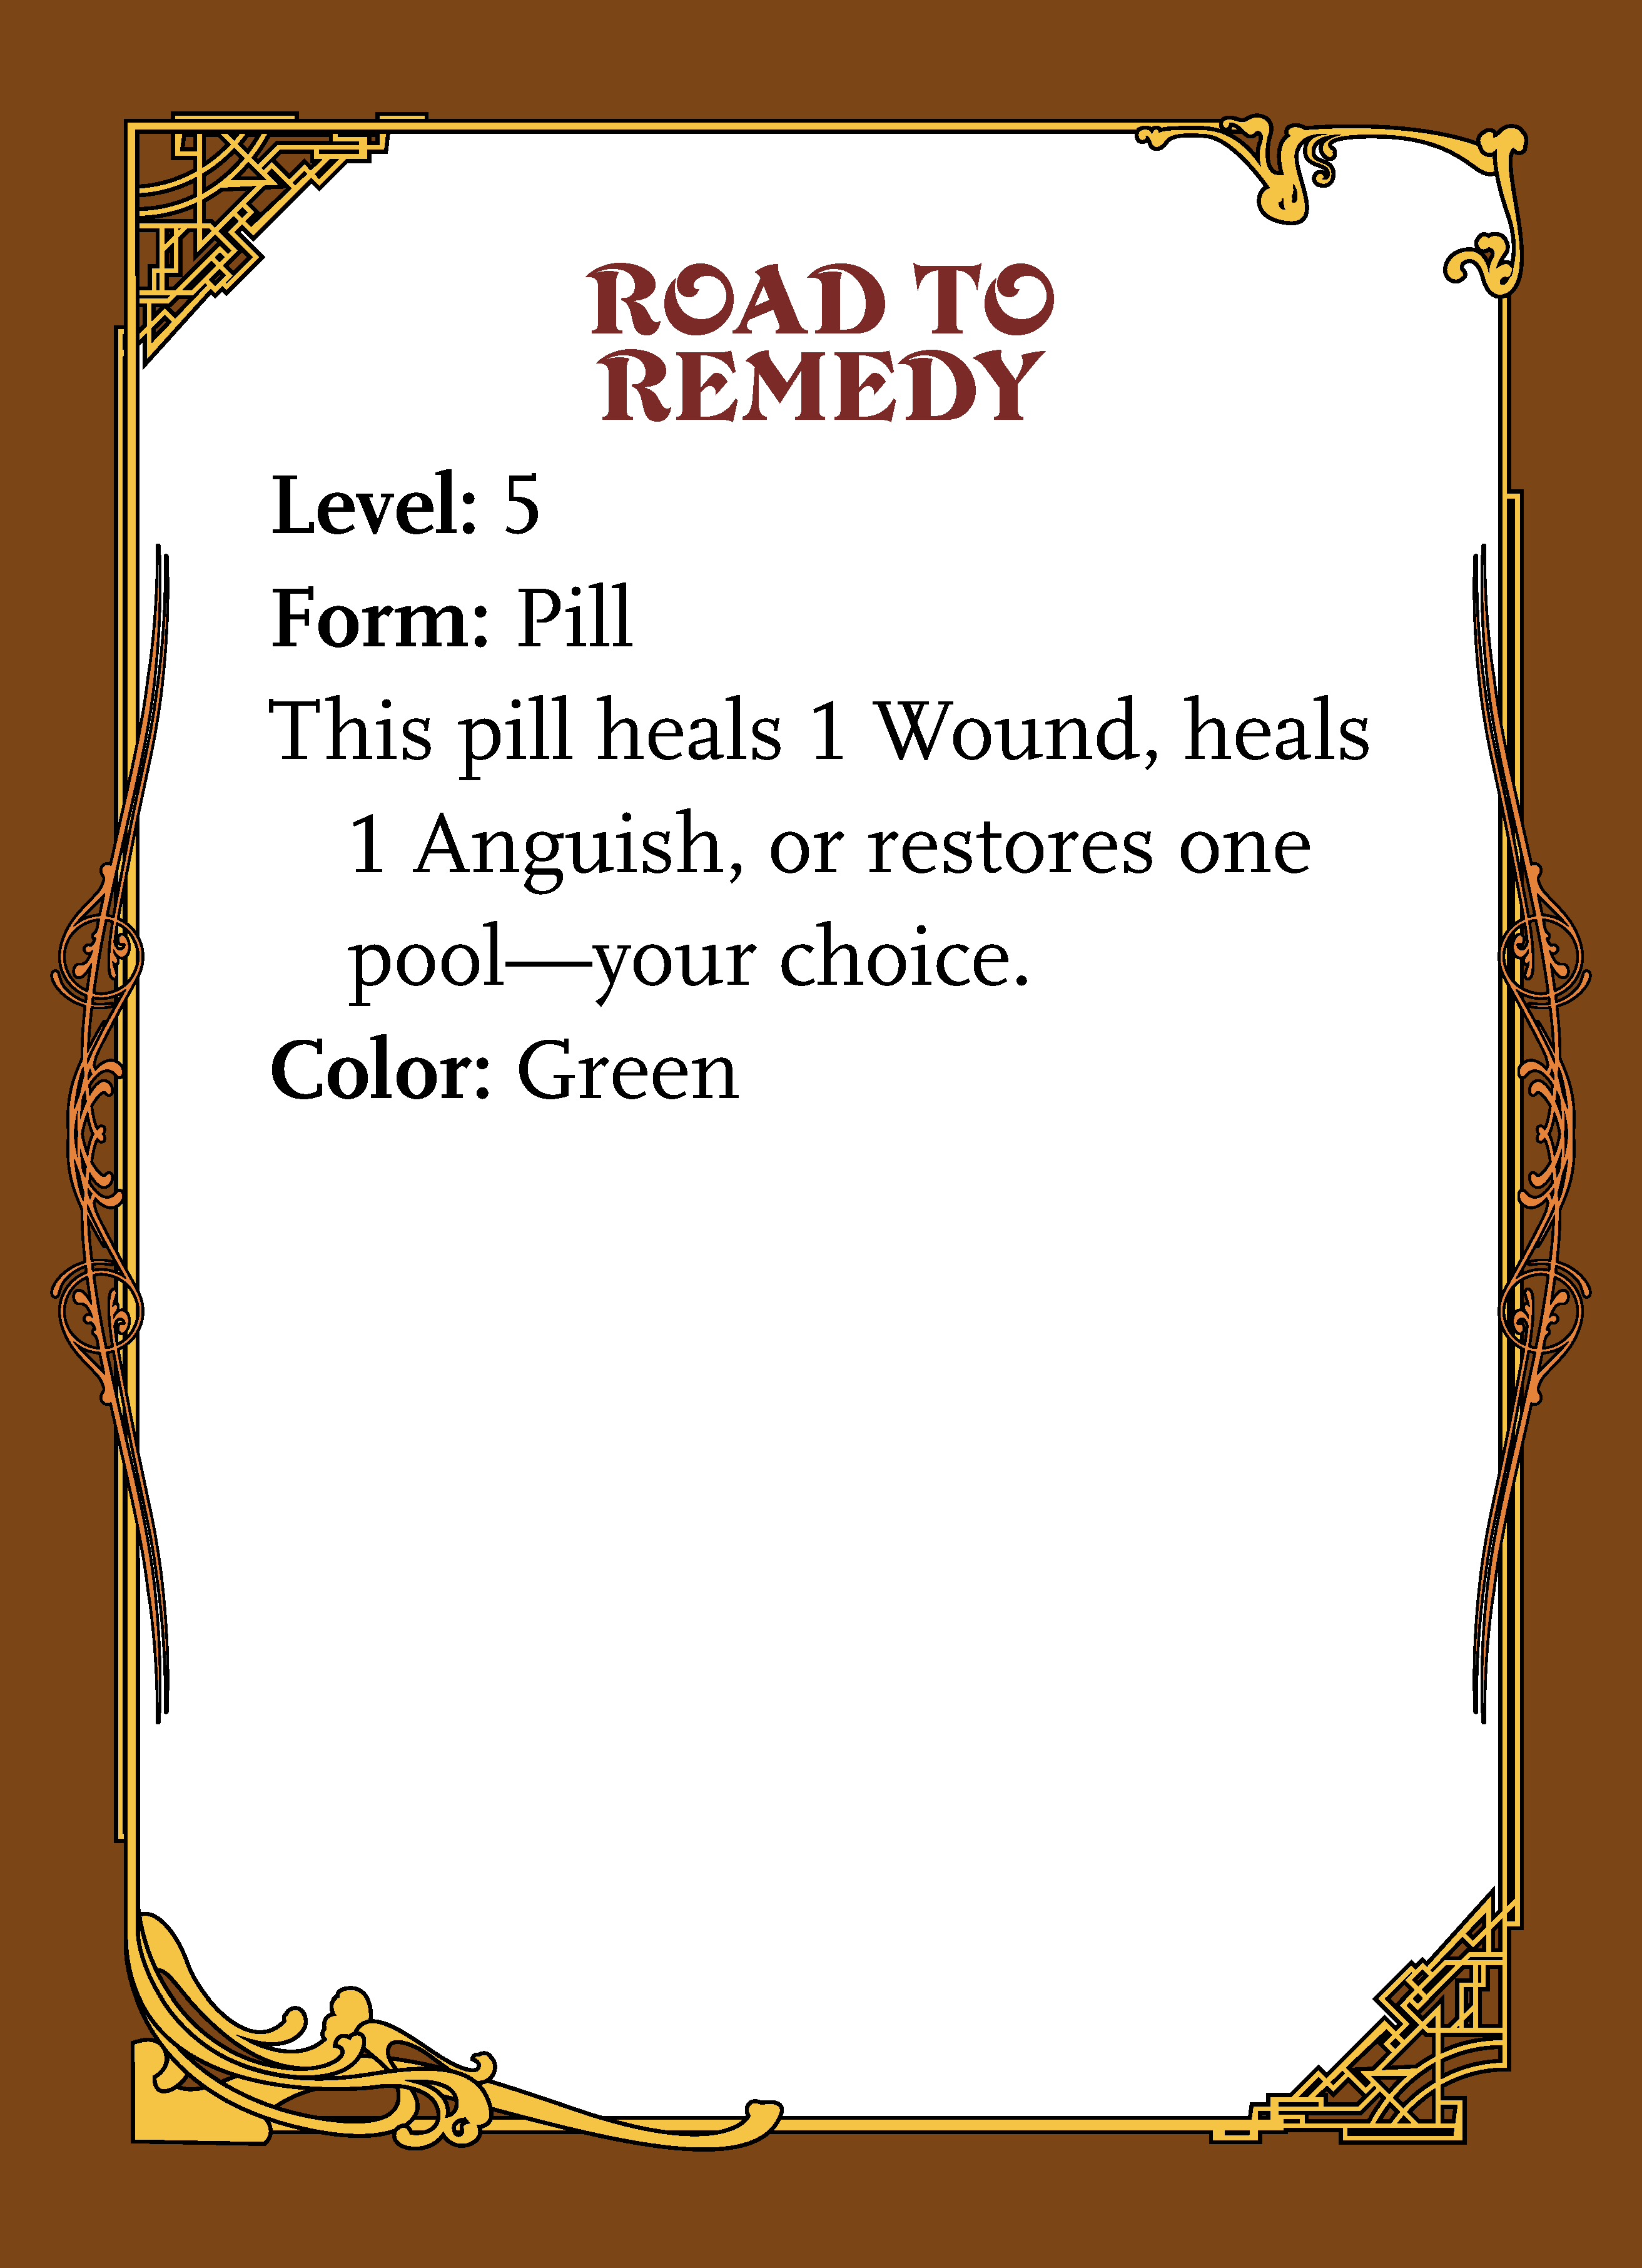 ROAD TO
REMEDY
Level: 5
Form: Pill
This pill heals 1 Wound, heals
1 Anguish, or restores one
pool—your choice.
Color: Green